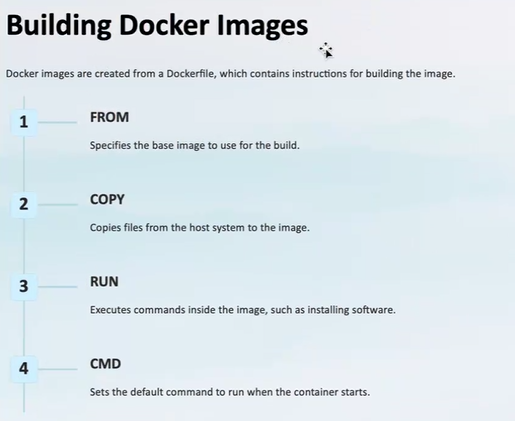 Building Docker Images
Docker images are created from a Dockerfile, which contains instructions for building the image.
1
FROM
Specifies the base image to use for the build.
2
COPY
Copies files from the host system to the image.
3
RUN
Executes commands inside the image, such as installing software.
4
CMD
Sets the default command to run when the container starts.